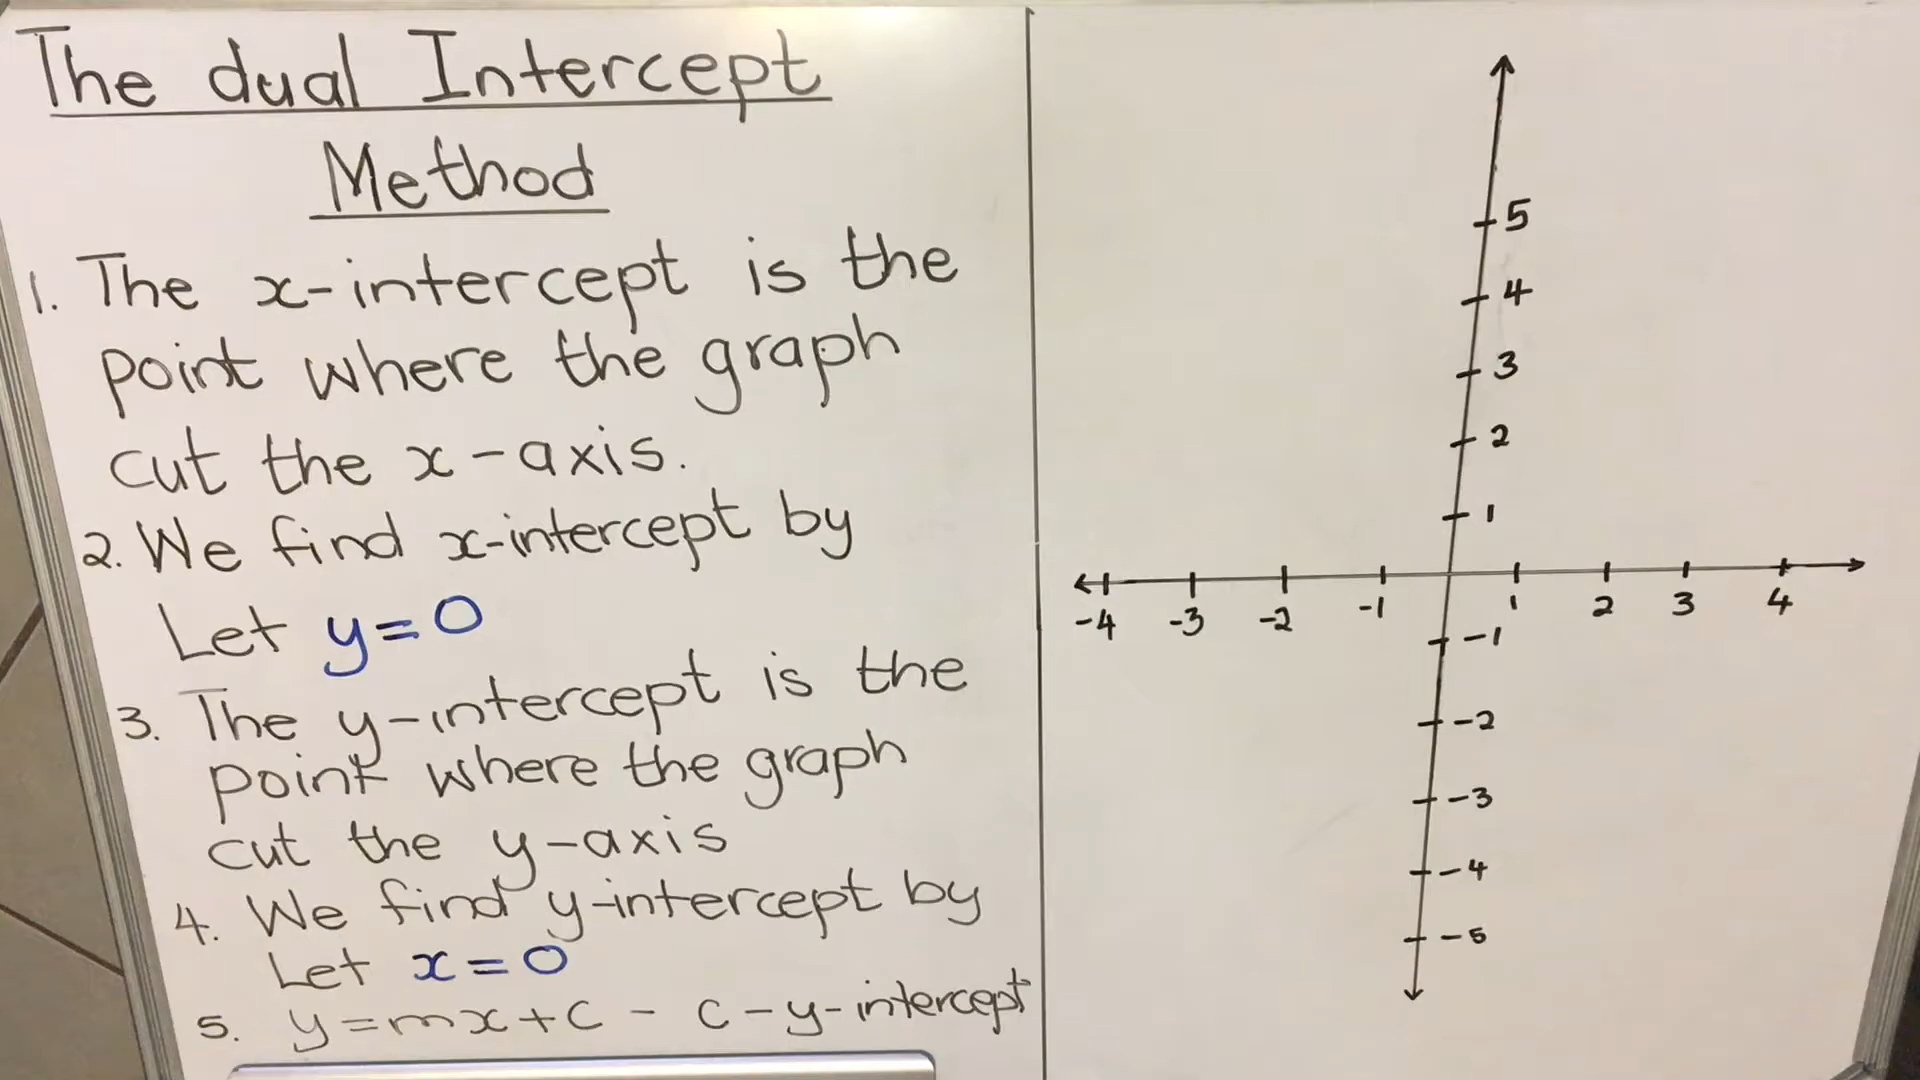 The dual Intercept
Method
1. The x-intercept is the
point where the graph
cut the x-axis.
2. We find x-intercept by
Let y=0
3. The y-intercept is the
point where the graph
cut the y-axis
4. We find y-intercept by
Let x=0
5. y=mx+c - c-y-intercept
5
4
3
2
1
-4 -3 -2 -1 1 2 3 4
-1
-2
-3
-4
-5